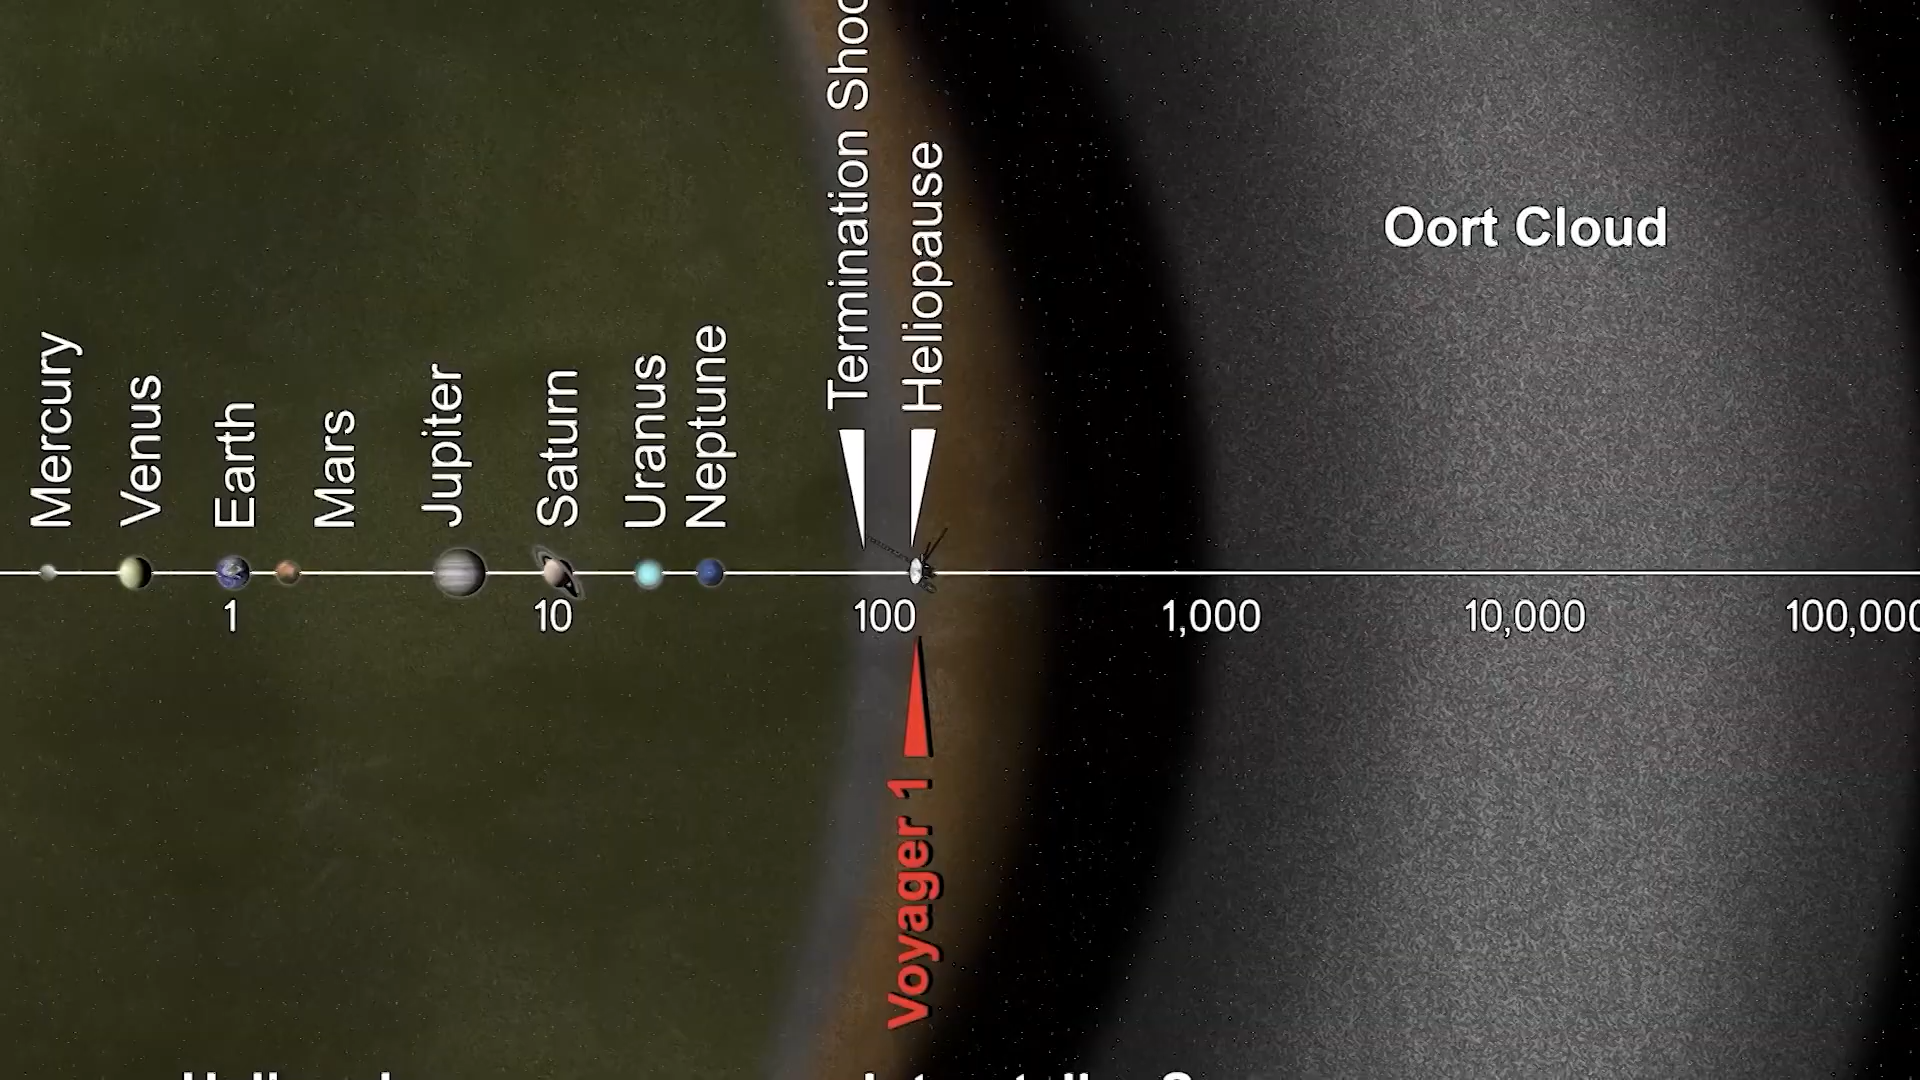 Termination Shoc
Heliopause
Oort Cloud
Mercury
Venus
Earth
Mars
Jupiter
Saturn
Uranus
Neptune
1
10
100
1,000
10,000
100,000
Voyager 1